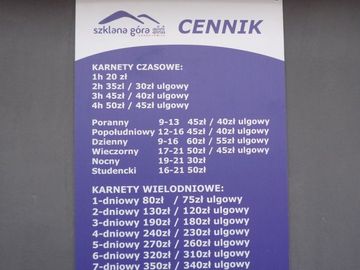 szklana góra
CENNIK
KARNETY CZASOWE:
1h 20 zł
2h 35zł / 30zł ulgowy
3h 45zł / 40zł ulgowy
4h 50zł / 45zł ulgowy
Poranny 9-13 45zł / 40zł ulgowy
Popołudniowy 12-16 45zł / 40zł ulgowy
Dzienny 9-16 60zł / 55zł ulgowy
Wieczorny 17-21 50zł / 45zł ulgowy
Nocny 19-21 30zł
Studencki 16-21 50zł
KARNETY WIELODNIOWE:
1-dniowy 80zł / 75zł ulgowy
2-dniowy 130zł / 120zł ulgowy
3-dniowy 190zł / 180zł ulgowy
4-dniowy 240zł / 230zł ulgowy
5-dniowy 270zł / 260zł ulgowy
6-dniowy 320zł / 310zł ulgowy
7-dniowy 350zł / 340zł ulgowy